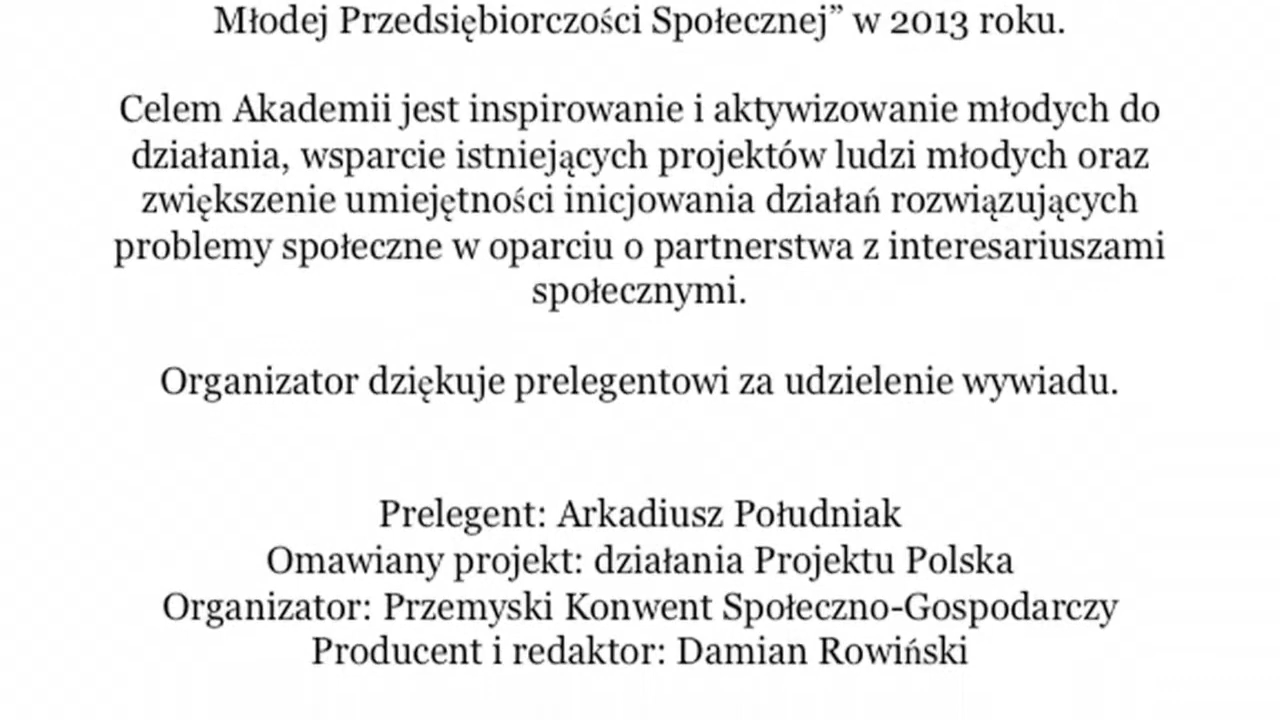 Młodej Przedsiębiorczości Społecznej” w 2013 roku.
Celem Akademii jest inspirowanie i aktywizowanie młodych do
działania, wsparcie istniejących projektów ludzi młodych oraz
zwiększenie umiejętności inicjowania działań rozwiązujących
problemy społeczne w oparciu o partnerstwa z interesariuszami
społecznymi.
Organizator dziękuje prelegentowi za udzielenie wywiadu.
Prelegent: Arkadiusz Południak
Omawiany projekt: działania Projektu Polska
Organizator: Przemyski Konwent Społeczno-Gospodarczy
Producent i redaktor: Damian Rowiński